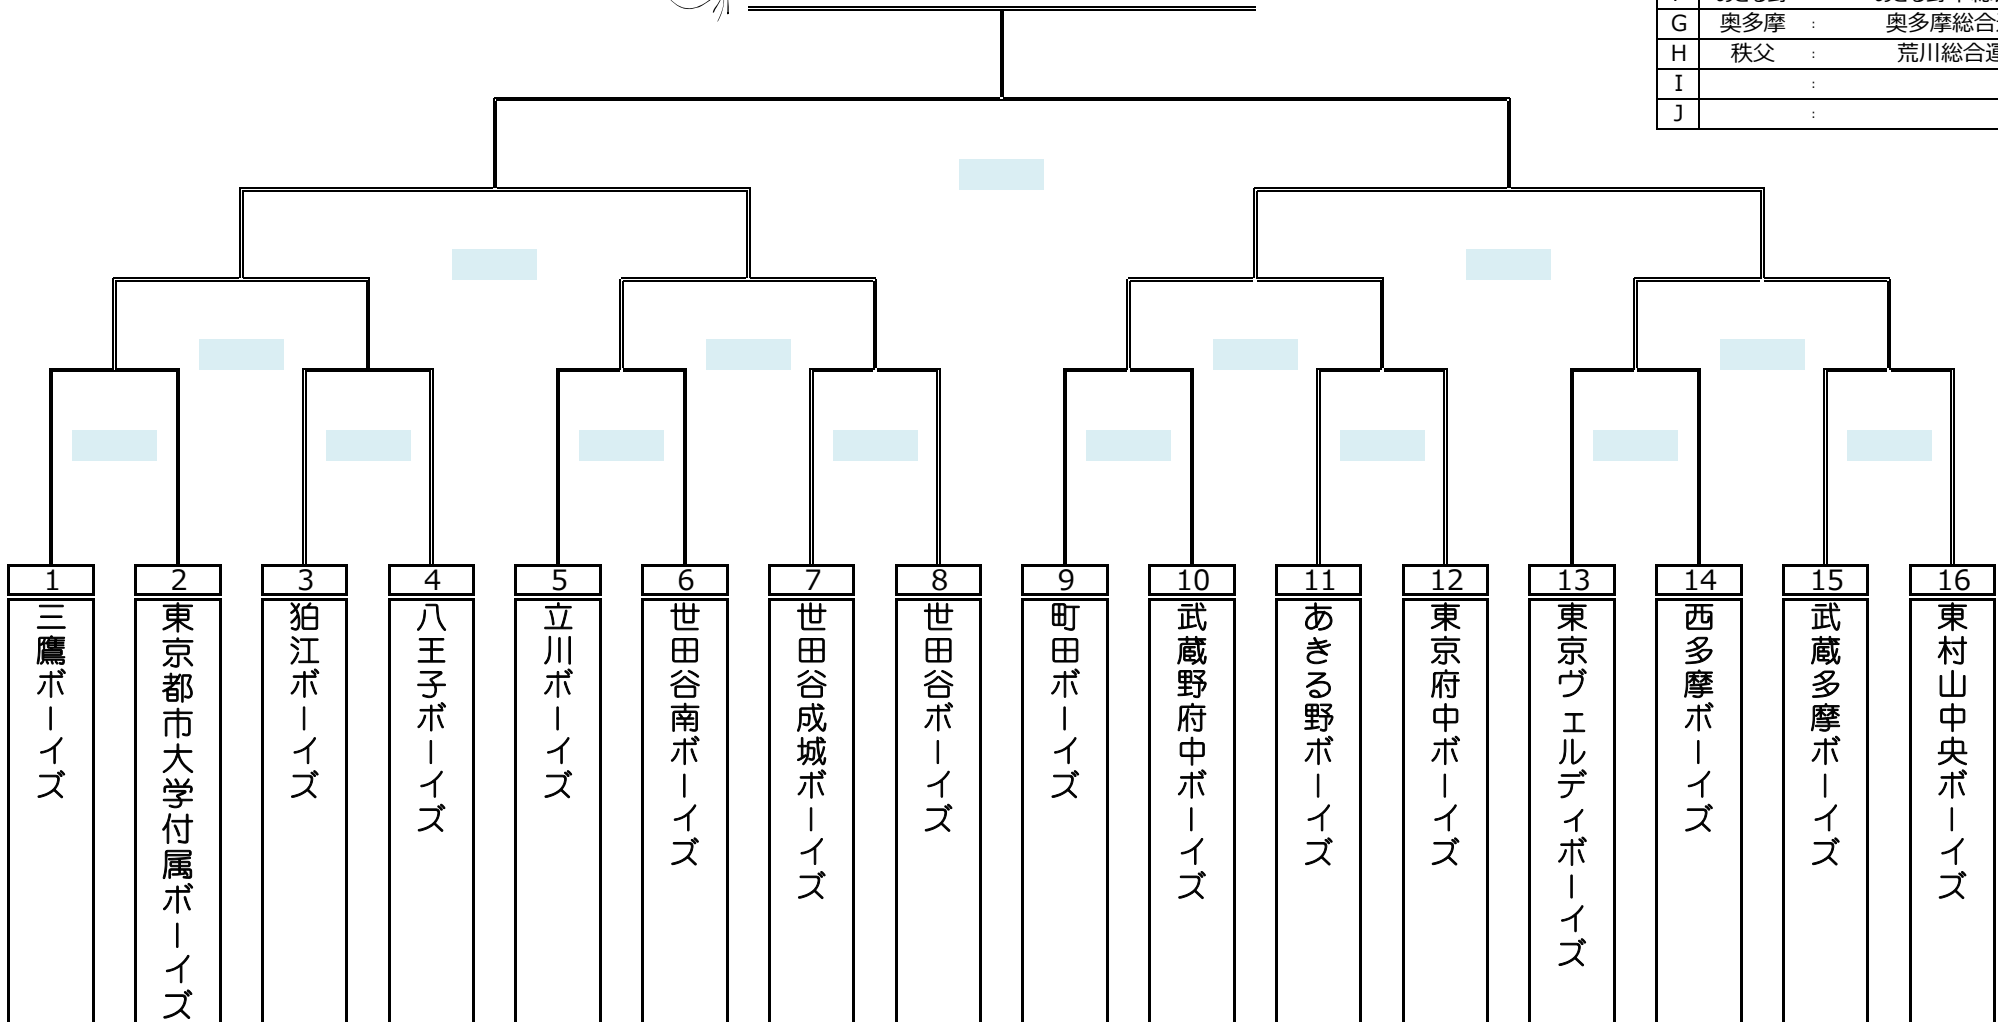 G 奥多摩 : 奥多摩総合
H 秩父 : 荒川総合運
I :
J :
1 2 3 4 5 6 7 8 9 10 11 12 13 14 15 16
三鷹ボーイズ
東京都市大学付属ボーイズ
狛江ボーイズ
八王子ボーイズ
立川ボーイズ
世田谷南ボーイズ
世田谷成城ボーイズ
世田谷ボーイズ
町田ボーイズ
武蔵野府中ボーイズ
あきる野ボーイズ
東京府中ボーイズ
東京ヴェルディボーイズ
西多摩ボーイズ
武蔵多摩ボーイズ
東村山中央ボーイズ